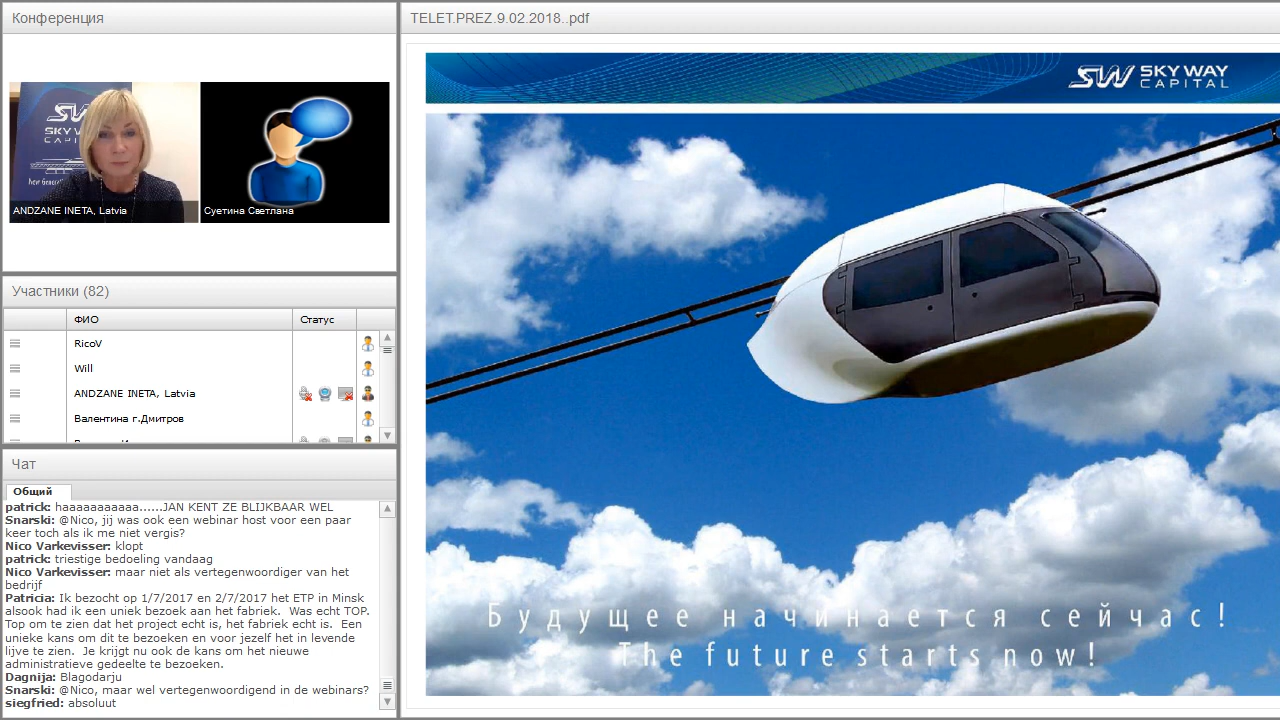 Конференция
SW
SKY WAY
CAPITAL
ANDZANE INETA, Latvia
Суетина Светлана
Участники (82)
ФИО
Статус
RicoV
Will
ANDZANE INETA, Latvia
Валентина г.Дмитров
Чат
Общий
patrick: haaaaaaaaaaa......JAN KENT ZE BLIJKBAAR WEL
Snarski: @Nico, jij was ook een webinar host voor een paar
keer toch als ik me niet vergis?
Nico Varkevisser: klopt
patrick: triestige bedoeling vandaag
Nico Varkevisser: maar niet als vertegenwoordiger van het
bedrijf
Patricia: Ik bezocht op 1/7/2017 en 2/7/2017 het ETP in Minsk
alsook had ik een uniek bezoek aan het fabriek.  Was echt TOP.
Top om te zien dat het project echt is, het fabriek echt is.  Een
unieke kans om dit te bezoeken en voor jezelf het in levende
lijve te zien.  Je krijgt nu ook de kans om het nieuwe
administratieve gedeelte te bezoeken.
Dagnija: Blagodarju
Snarski: @Nico, maar wel vertegenwoordigend in de webinars?
siegfried: absoluut
TELET.PREZ.9.02.2018..pdf
SW SKY WAY
CAPITAL
Будущее начинается сейчас!
The future starts now!